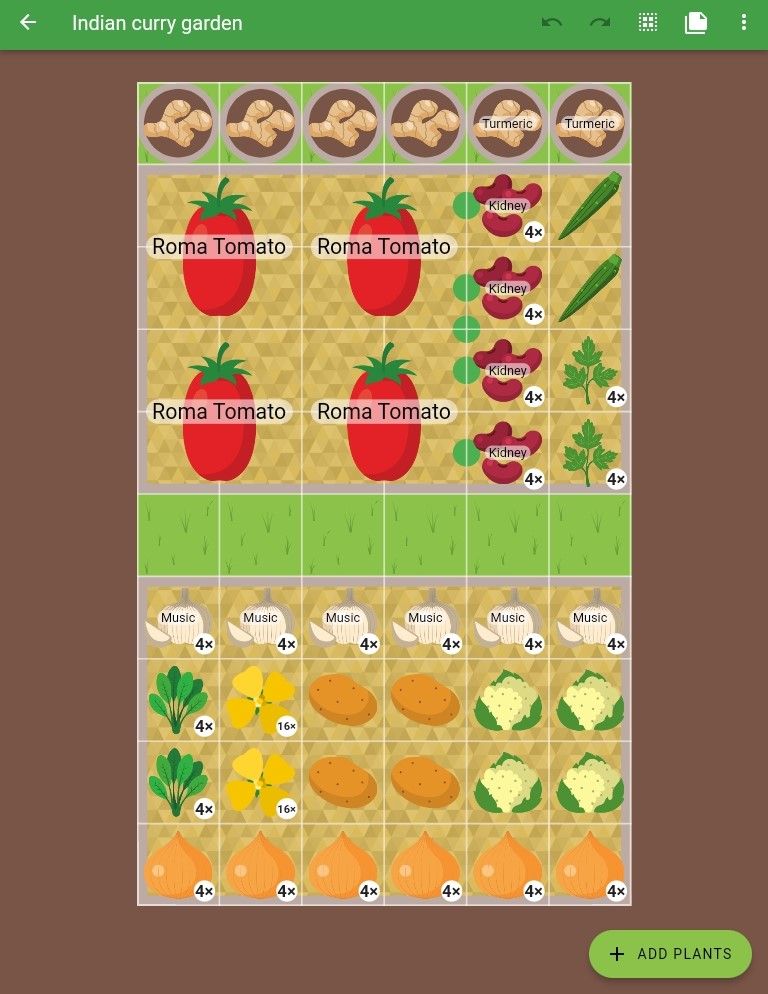 Indian curry garden
Turmeric Turmeric
Roma Tomato Roma Tomato Kidney
4×
Kidney
4×
Roma Tomato Roma Tomato Kidney
4× 4×
Kidney
4× 4×
Music Music Music Music Music Music
4× 4× 4× 4× 4× 4×
4× 16×
4× 16×
4× 4× 4× 4× 4× 4×
+ ADD PLANTS